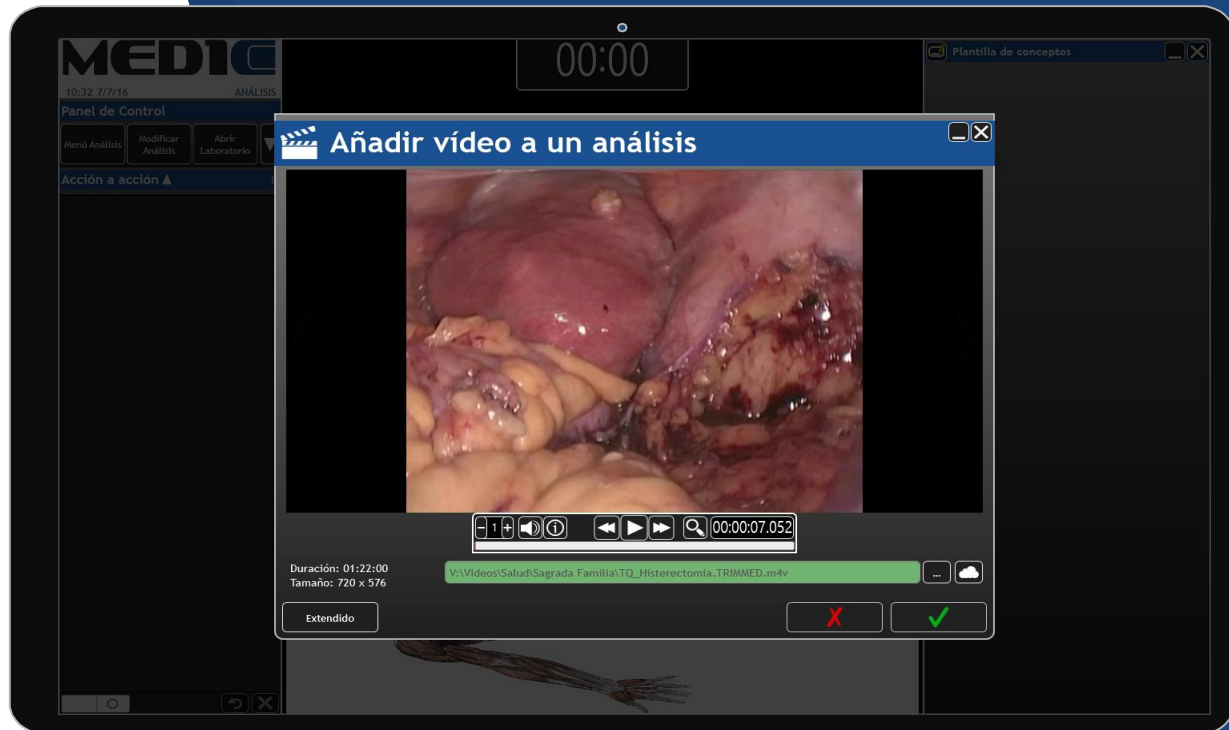 MED1C
00:00
Plantilla de conceptos
10:32 7/7/16 ANÁLISIS
Panel de Control
Menú Análisis
Modificar
Análisis
Abrir
Laboratorio
Acción a acción
Añadir vídeo a un análisis
- 1 +
00:00:07.052
Duración: 01:22:00
Tamaño: 720 x 576
V:\Videos\Salud\Sagrada Familia\TQ_Histerectomía.TRIMMED.m4v
...
Extendido